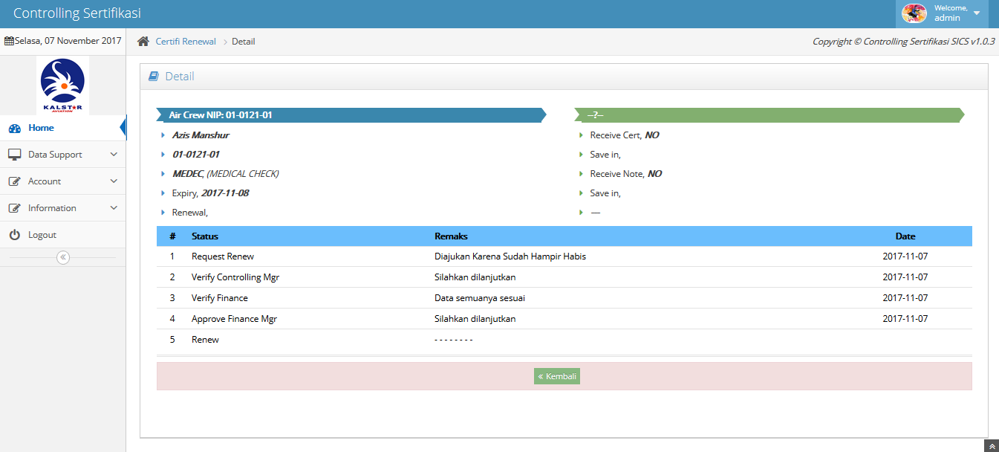 Controlling Sertifikasi
Welcome,
admin
Selasa, 07 November 2017
Certifi Renewal > Detail
Copyright © Controlling Sertifikasi SICS v1.0.3
KALSTAR
AVIATION
Home
Data Support
Account
Information
Logout
Detail
Air Crew NIP: 01-0121-01
Azis Manshur
01-0121-01
MEDEC, (MEDICAL CHECK)
Expiry, 2017-11-08
Renewal,
--?--
Receive Cert, NO
Save in,
Receive Note, NO
Save in,
---
# Status Remaks Date
1 Request Renew Diajukan Karena Sudah Hampir Habis 2017-11-07
2 Verify Controlling Mgr Silahkan dilanjutkan 2017-11-07
3 Verify Finance Data semuanya sesuai 2017-11-07
4 Approve Finance Mgr Silahkan dilanjutkan 2017-11-07
5 Renew - - - - - - - -
« Kembali